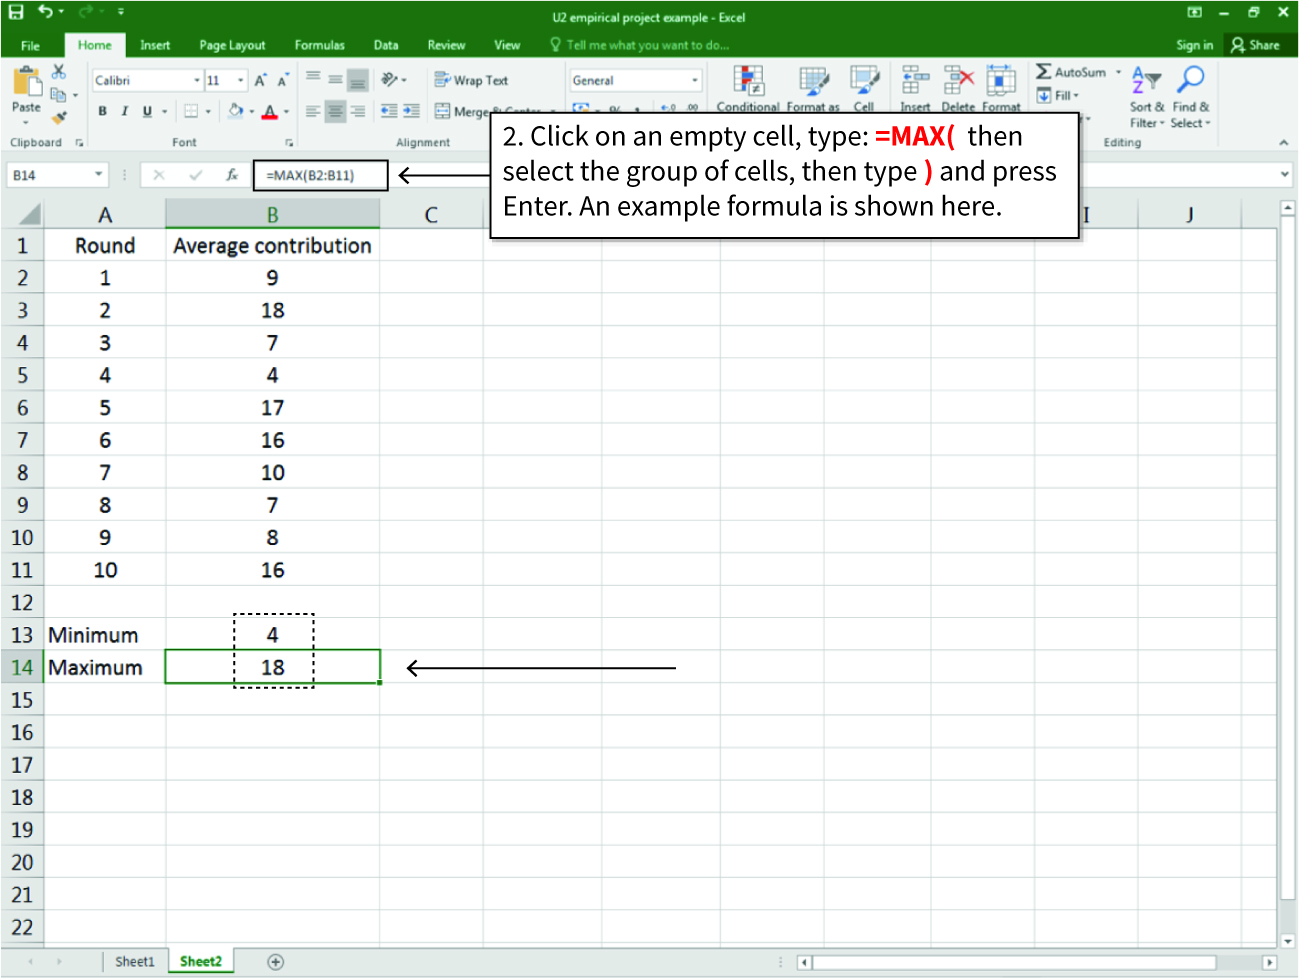 U2 empirical project example - Excel
File Home Insert Page Layout Formulas Data Review View Tell me what you want to do... Sign in Share
Calibri 11 Wrap Text General AutoSum
Paste B I U Merge & Center Conditional Format as Cell Insert Delete Format Fill Sort & Find &
Filter Select
Clipboard Font Alignment Editing
2. Click on an empty cell, type: =MAX( then
select the group of cells, then type ) and press
Enter. An example formula is shown here.
B14 fx =MAX(B2:B11)
A B C I J
1 Round Average contribution
2 1 9
3 2 18
4 3 7
5 4 4
6 5 17
7 6 16
8 7 10
9 8 7
10 9 8
11 10 16
12
13 Minimum 4
14 Maximum 18
15
16
17
18
19
20
21
22
Sheet1 Sheet2